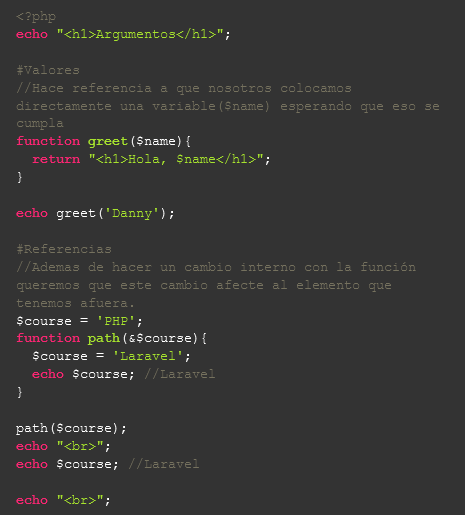 <?php
echo "<h1>Argumentos</h1>";
#Valores
//Hace referencia a que nosotros colocamos
directamente una variable($name) esperando que eso se
cumpla
function greet($name){
  return "<h1>Hola, $name</h1>";
}
echo greet('Danny');
#Referencias
//Ademas de hacer un cambio interno con la función
queremos que este cambio afecte al elemento que
tenemos afuera.
$course = 'PHP';
function path(&$course){
  $course = 'Laravel';
  echo $course; //Laravel
}
path($course);
echo "<br>";
echo $course; //Laravel
echo "<br>";